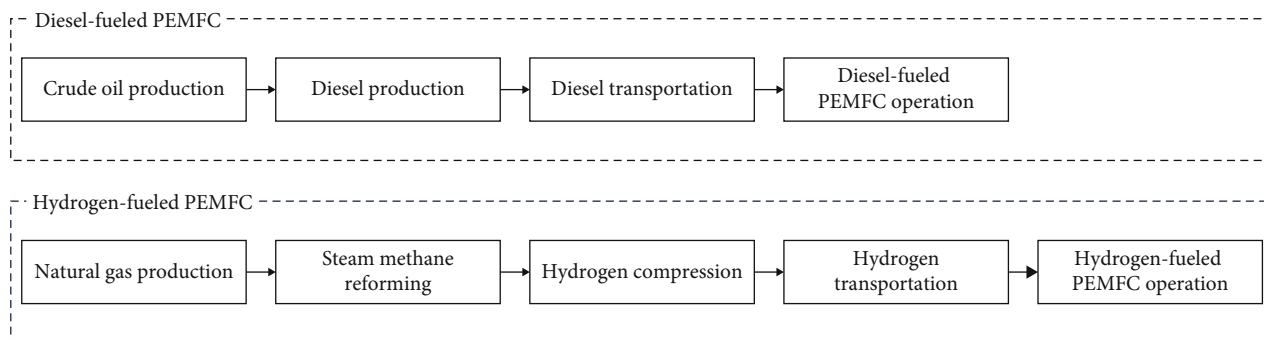 Diesel-fueled PEMFC
Crude oil production
Diesel production
Diesel transportation
Diesel-fueled
PEMFC operation
Hydrogen-fueled PEMFC
Natural gas production
Steam methane
reforming
Hydrogen compression
Hydrogen
transportation
Hydrogen-fueled
PEMFC operation